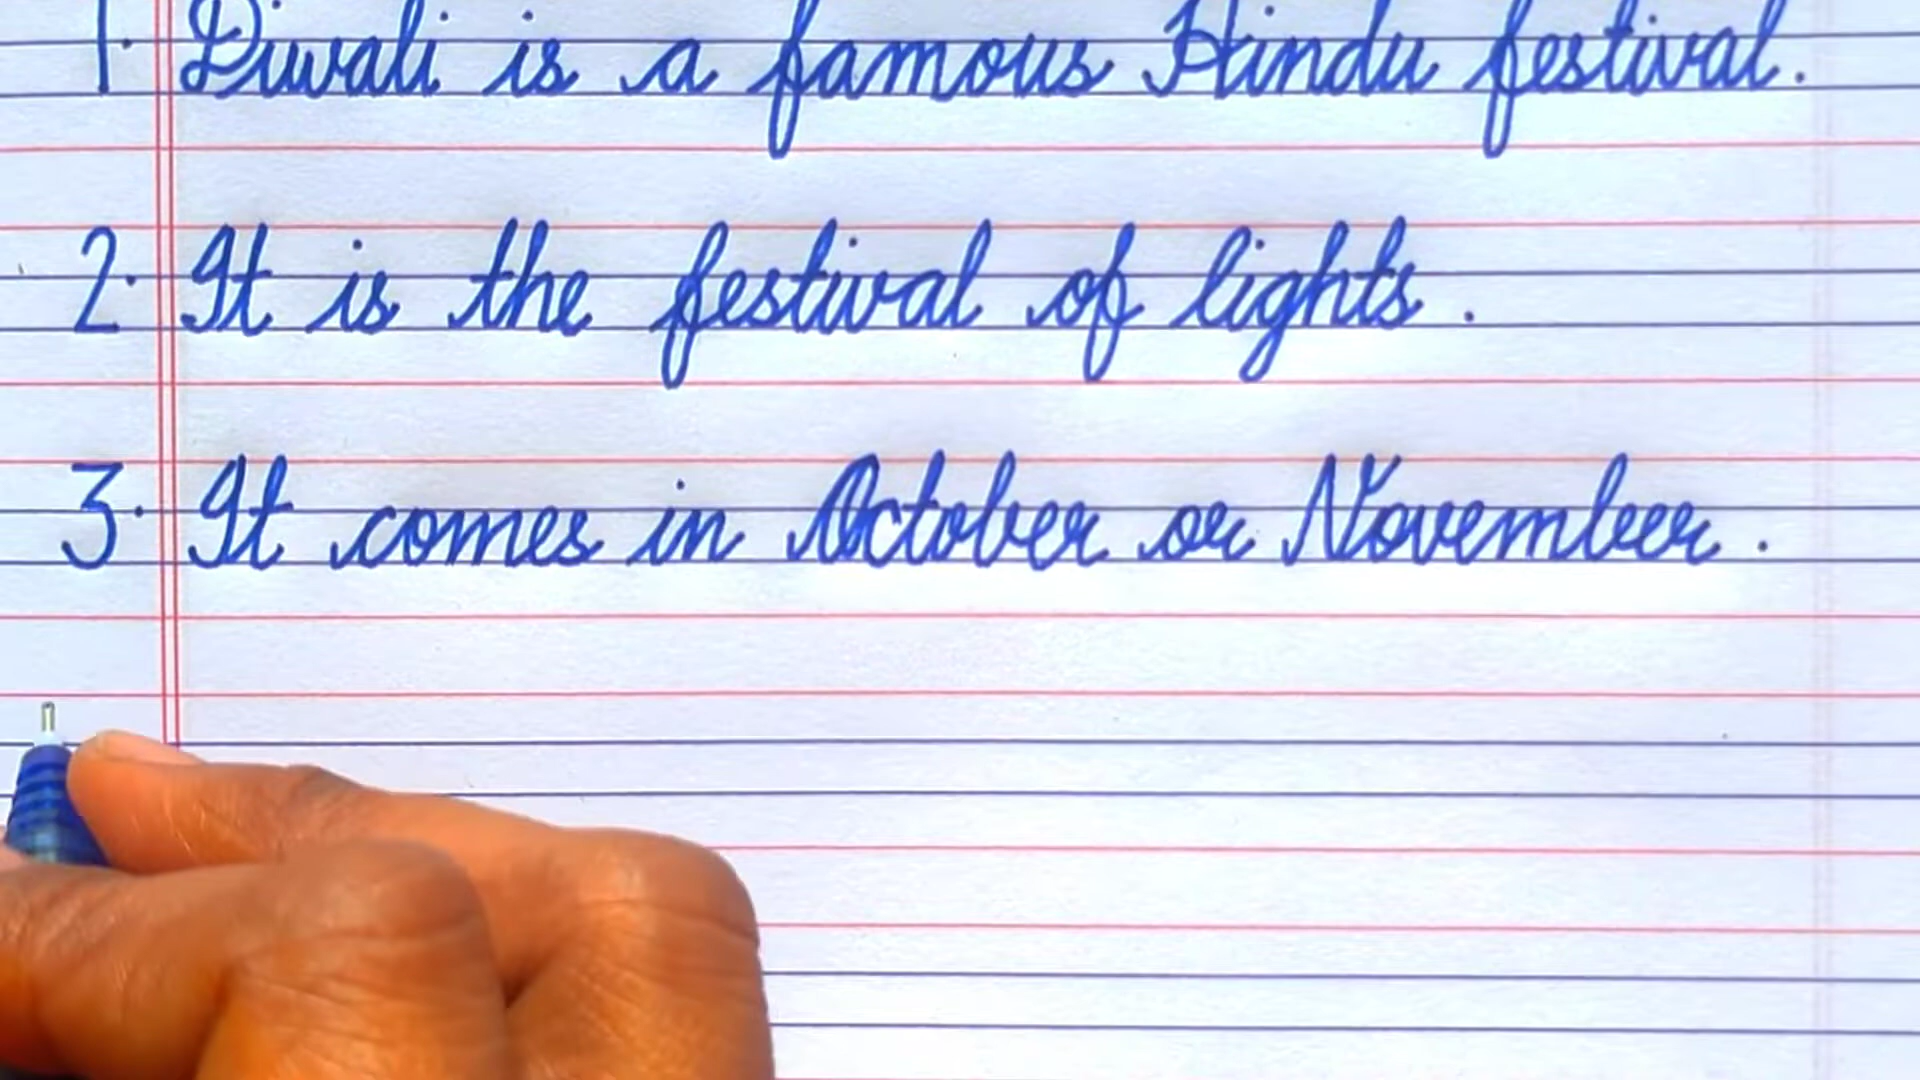 1. Diwali is a famous Hindu festival.
2. It is the festival of lights.
3. It comes in October or November.